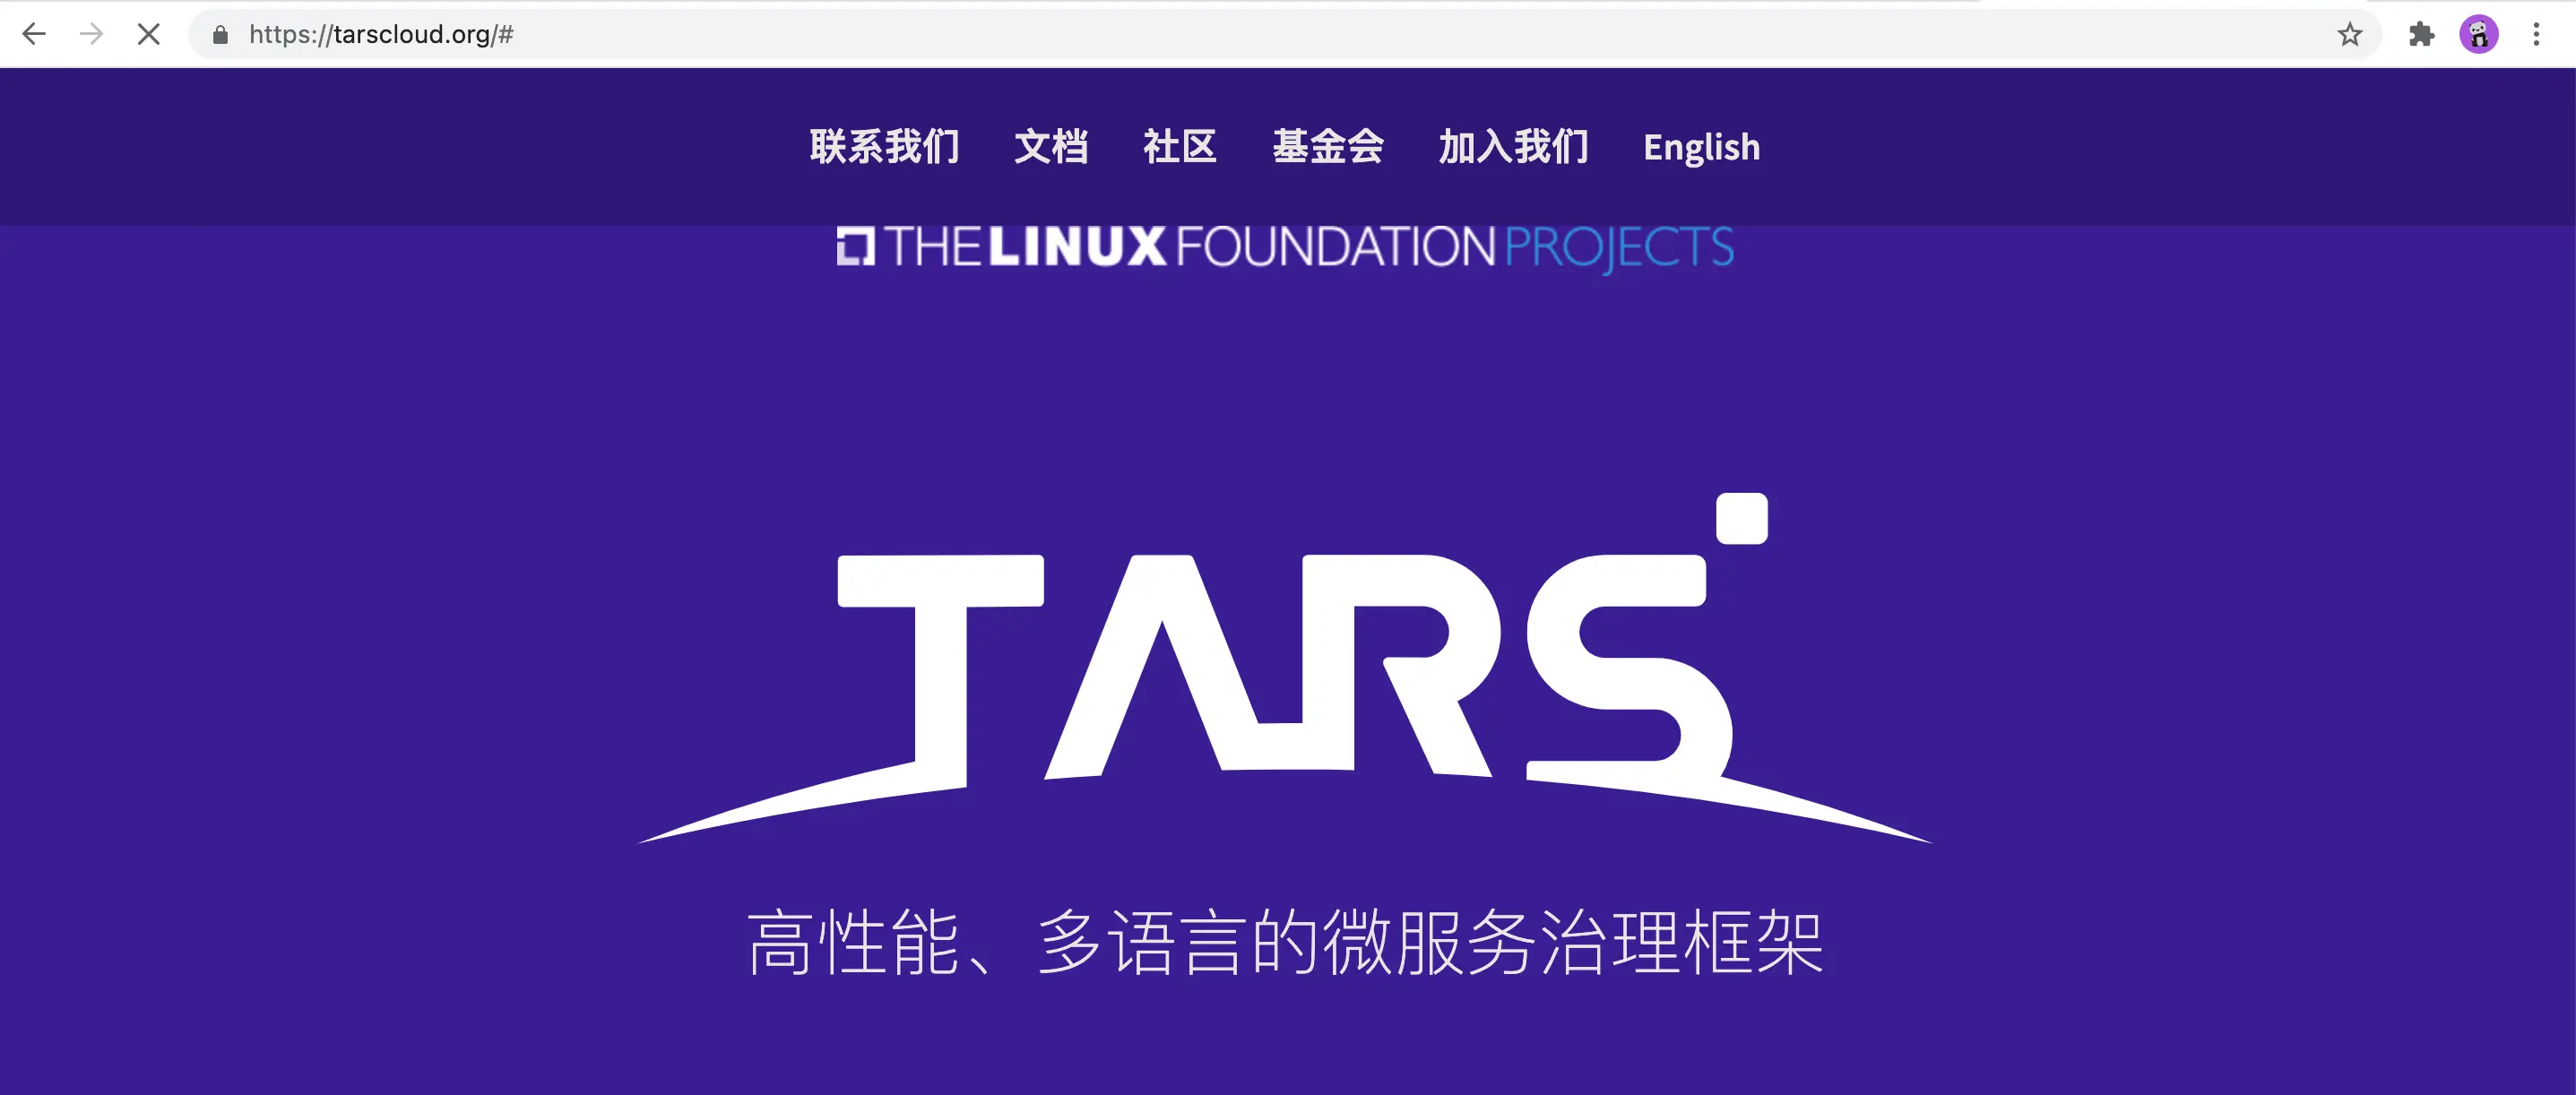 https://tarscloud.org/#
联系我们 文档 社区 基金会 加入我们 English
THE LINUX FOUNDATION PROJECTS
TARS
高性能、多语言的微服务治理框架